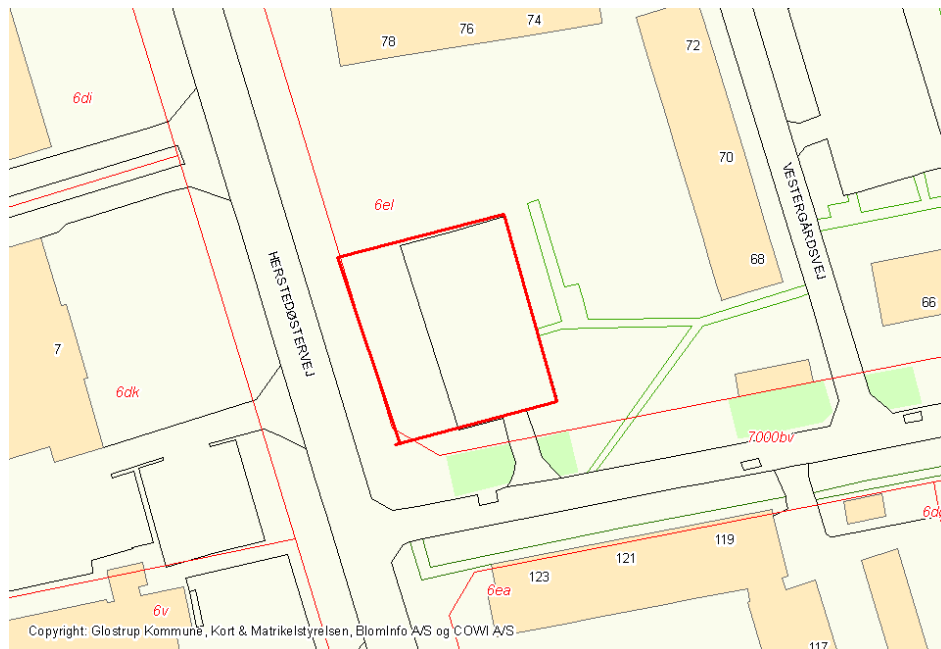 74
76
78
72
6di
70
VESTERGÅRDSVEJ
6el
68
HERSTEDØSTERVEJ
66
7
6dk
7000bv
119
121
123
6ea
6v
117
Copyright: Glostrup Kommune, Kort & Matrikelstyrelsen, BlomInfo A/S og COWI A/S